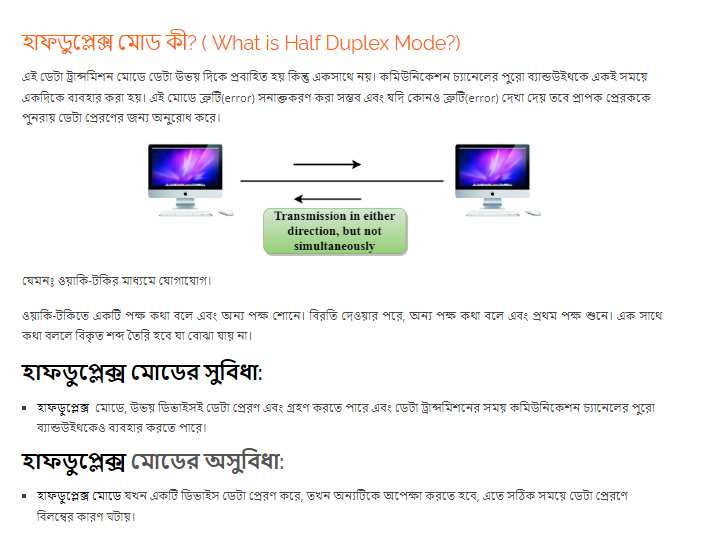 হাফডুপ্লেক্স মোড কী? ( What is Half Duplex Mode?)
এই ডেটা ট্রান্সমিশন মোডে ডেটা উভয় দিকে প্রবাহিত হয় কিন্তু একসাথে নয়। কমিউনিকেশন চ্যানেলের পুরো ব্যান্ডউইথকে একই সময়ে
একদিকে ব্যবহার করা হয়। এই মোডে ত্রুটি(error) সনাক্তকরণ করা সম্ভব এবং যদি কোনও ত্রুটি(error) দেখা দেয় তবে প্রাপক প্রেরককে
পুনরায় ডেটা প্রেরণের জন্য অনুরোধ করে।
Transmission in either
direction, but not
simultaneously
যেমনঃ ওয়াকি-টকির মাধ্যমে যোগাযোগ।
ওয়াকি-টকিতে একটি পক্ষ কথা বলে এবং অন্য পক্ষ শোনে। বিরতি দেওয়ার পরে, অন্য পক্ষ কথা বলে এবং প্রথম পক্ষ শুনে। এক সাথে
কথা বললে বিকৃত শব্দ তৈরি হবে যা বোঝা যায় না।
হাফডুপ্লেক্স মোডের সুবিধা:
▪ হাফডুপ্লেক্স মোডে, উভয় ডিভাইসই ডেটা প্রেরণ এবং গ্রহণ করতে পারে এবং ডেটা ট্রান্সমিশনের সময় কমিউনিকেশন চ্যানেলের পুরো
ব্যান্ডউইথকেও ব্যবহার করতে পারে।
হাফডুপ্লেক্স মোডের অসুবিধা:
▪ হাফডুপ্লেক্স মোডে যখন একটি ডিভাইস ডেটা প্রেরণ করে, তখন অন্যটিকে অপেক্ষা করতে হবে, এতে সঠিক সময়ে ডেটা প্রেরণে
বিলম্বের কারণ ঘটায়।